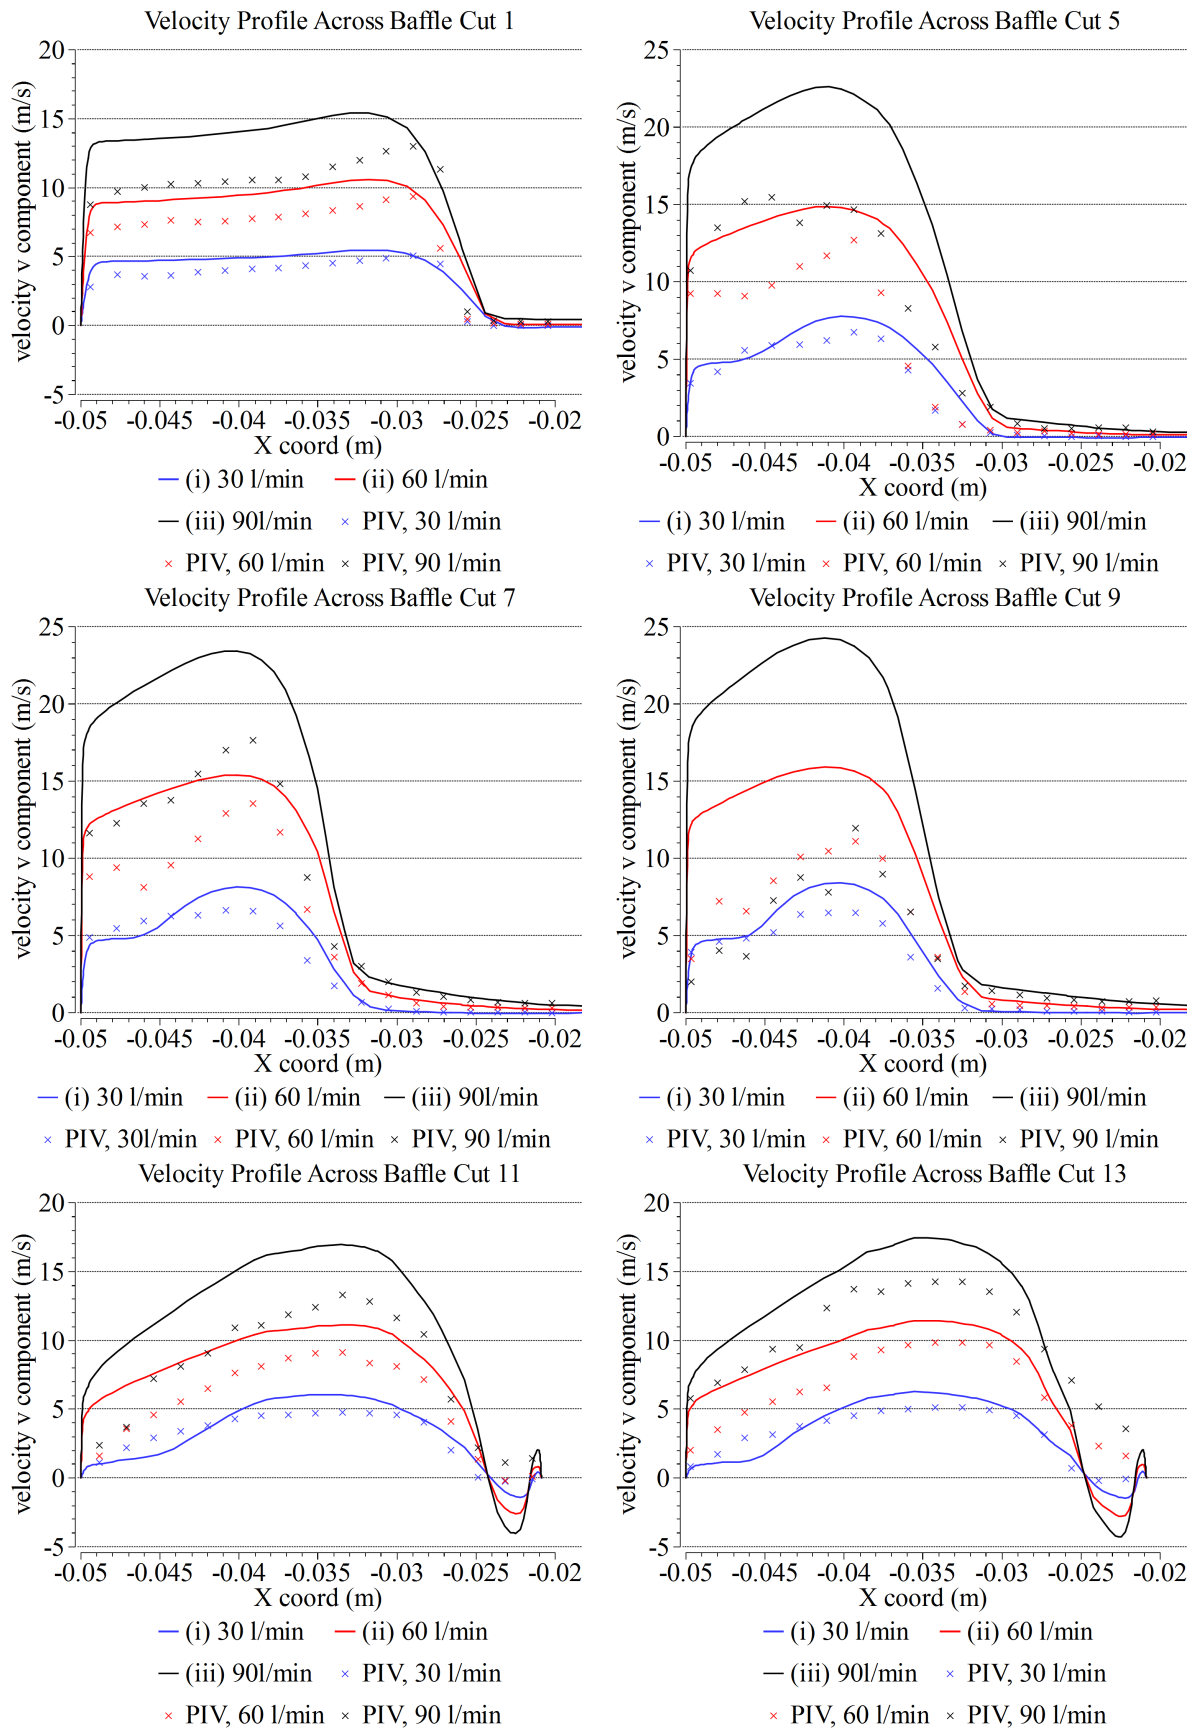 Velocity Profile Across Baffle Cut 1
velocity v component (m/s)
20
15
10
5
0
-5
-0.05 -0.045 -0.04 -0.035 -0.03 -0.025 -0.02
X coord (m)
(i) 30 l/min (ii) 60 l/min
(iii) 90l/min PIV, 30 l/min
PIV, 60 l/min PIV, 90 l/min
Velocity Profile Across Baffle Cut 5
velocity v component (m/s)
25
20
15
10
5
0
-0.05 -0.045 -0.04 -0.035 -0.03 -0.025 -0.02
X coord (m)
(i) 30 l/min (ii) 60 l/min (iii) 90l/min
PIV, 30 l/min PIV, 60 l/min PIV, 90 l/min
Velocity Profile Across Baffle Cut 7
velocity v component (m/s)
25
20
15
10
5
0
-0.05 -0.045 -0.04 -0.035 -0.03 -0.025 -0.02
X coord (m)
(i) 30 l/min (ii) 60 l/min (iii) 90l/min
PIV, 30l/min PIV, 60 l/min PIV, 90 l/min
Velocity Profile Across Baffle Cut 9
velocity v component (m/s)
25
20
15
10
5
0
-0.05 -0.045 -0.04 -0.035 -0.03 -0.025 -0.02
X coord (m)
(i) 30 l/min (ii) 60 l/min (iii) 90l/min
PIV, 30 l/min PIV, 60 l/min PIV, 90 l/min
Velocity Profile Across Baffle Cut 11
velocity v component (m/s)
20
15
10
5
0
-5
-0.05 -0.045 -0.04 -0.035 -0.03 -0.025 -0.02
X coord (m)
(i) 30 l/min (ii) 60 l/min
(iii) 90l/min PIV, 30 l/min
PIV, 60 l/min PIV, 90 l/min
Velocity Profile Across Baffle Cut 13
velocity v component (m/s)
20
15
10
5
0
-5
-0.05 -0.045 -0.04 -0.035 -0.03 -0.025 -0.02
X coord (m)
(i) 30 l/min (ii) 60 l/min
(iii) 90l/min PIV, 30 l/min
PIV, 60 l/min PIV, 90 l/min